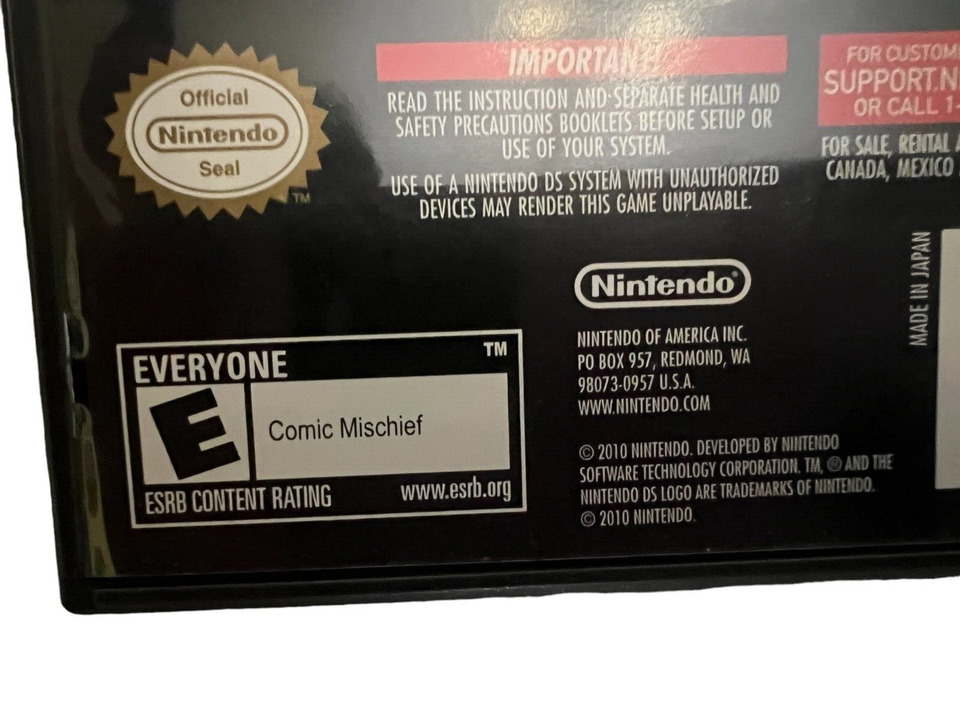 Official
Nintendo
Seal
TM
IMPORTANT
READ THE INSTRUCTION AND SEPARATE HEALTH AND
SAFETY PRECAUTIONS BOOKLETS BEFORE SETUP OR
USE OF YOUR SYSTEM.
USE OF A NINTENDO DS SYSTEM WITH UNAUTHORIZED
DEVICES MAY RENDER THIS GAME UNPLAYABLE.
FOR CUSTOM
SUPPORT.N
OR CALL 1-
FOR SALE, RENTAL A
CANADA, MEXICO
MADE IN JAPAN
Nintendo®
NINTENDO OF AMERICA INC.
PO BOX 957, REDMOND, WA
98073-0957 U.S.A.
WWW.NINTENDO.COM
© 2010 NINTENDO. DEVELOPED BY NINTENDO
SOFTWARE TECHNOLOGY CORPORATION. TM, ® AND THE
NINTENDO DS LOGO ARE TRADEMARKS OF NINTENDO.
© 2010 NINTENDO.
EVERYONE TM
E
Comic Mischief
ESRB CONTENT RATING www.esrb.org